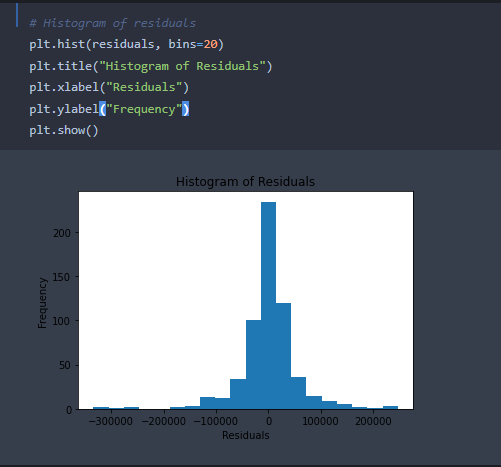 # Histogram of residuals
plt.hist(residuals, bins=20)
plt.title("Histogram of Residuals")
plt.xlabel("Residuals")
plt.ylabel("Frequency")
plt.show()
Histogram of Residuals
Frequency
200
150
100
50
0
−300000 −200000 −100000 0 100000 200000
Residuals